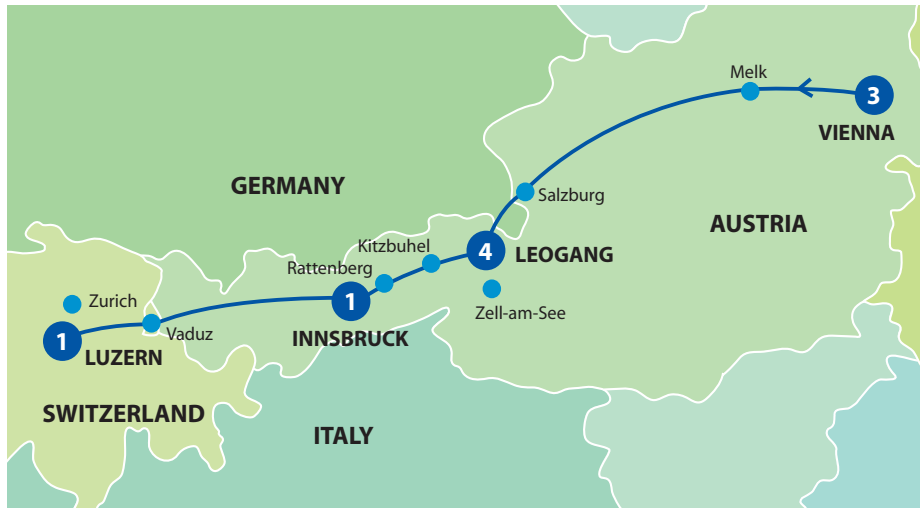 Melk
3
VIENNA
GERMANY
Salzburg
AUSTRIA
Kitzbuhel
4
LEOGANG
Rattenberg
Zurich
1
INNSBRUCK
Zell-am-See
Vaduz
1
LUZERN
SWITZERLAND
ITALY